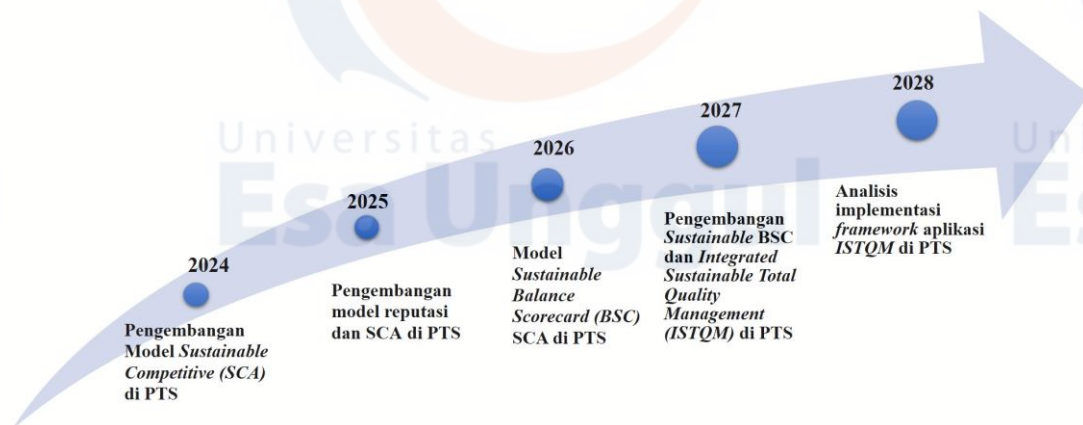 Universitas
Esa Unggul
Un
Es
2024
Pengembangan
Model Sustainable
Competitive (SCA)
di PTS
2025
Pengembangan
model reputasi
dan SCA di PTS
2026
Model
Sustainable
Balance
Scorecard (BSC)
SCA di PTS
2027
Pengembangan
Sustainable BSC
dan Integrated
Sustainable Total
Quality
Management
(ISTQM) di PTS
2028
Analisis
implementasi
framework aplikasi
ISTQM di PTS